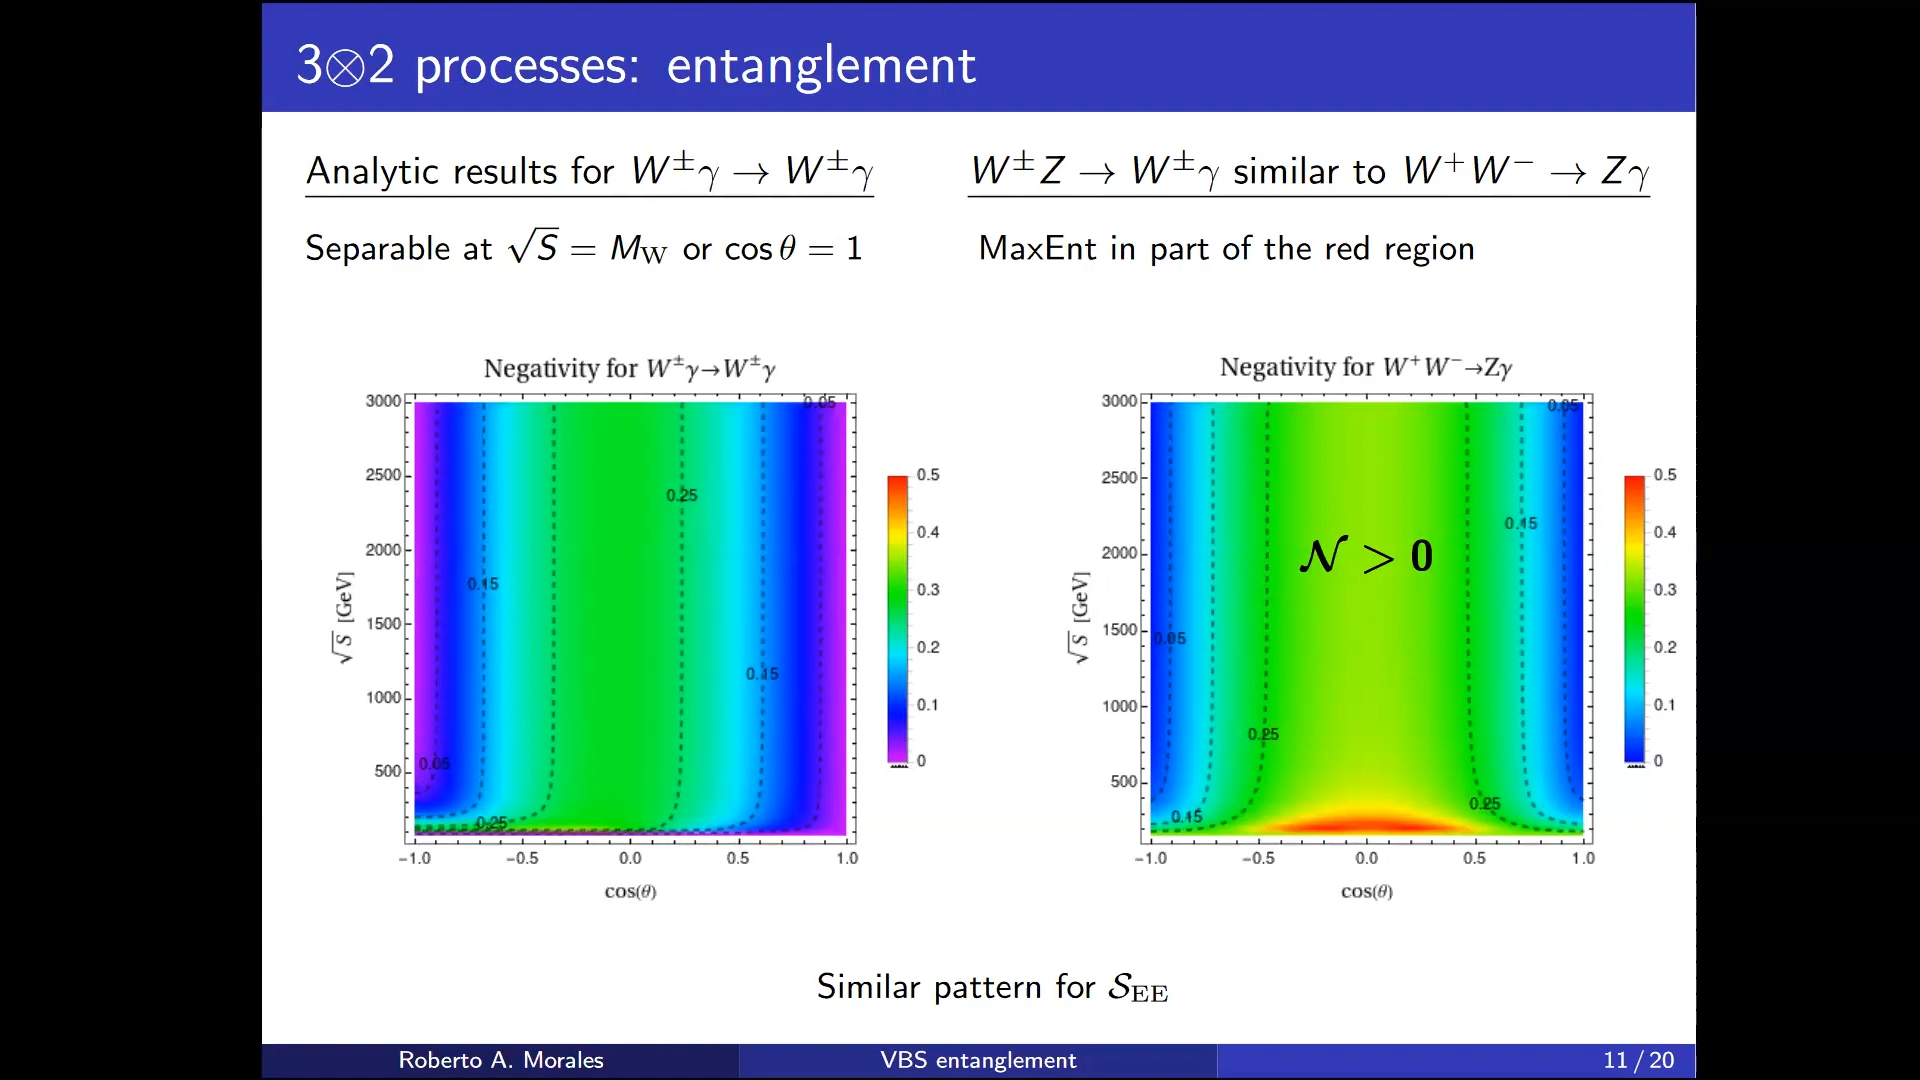 3⊗2 processes: entanglement
Analytic results for W±γ → W±γ
Separable at √S = M_W or cos θ = 1
W±Z → W±γ similar to W⁺W⁻ → Zγ
MaxEnt in part of the red region
Negativity for W±γ→W±γ
3000
2500
2000
1500
1000
500
√S [GeV]
0.05
0.25
0.15
0.15
0.05
0.25
−1.0 −0.5 0.0 0.5 1.0
cos(θ)
0.5
0.4
0.3
0.2
0.1
0
Negativity for W⁺W⁻→Zγ
3000
2500
2000
1500
1000
500
√S [GeV]
0.05
0.15
𝒩 > 0
0.05
0.25
0.25
0.15
−1.0 −0.5 0.0 0.5 1.0
cos(θ)
0.5
0.4
0.3
0.2
0.1
0
Similar pattern for 𝒮_EE
Roberto A. Morales VBS entanglement 11 / 20